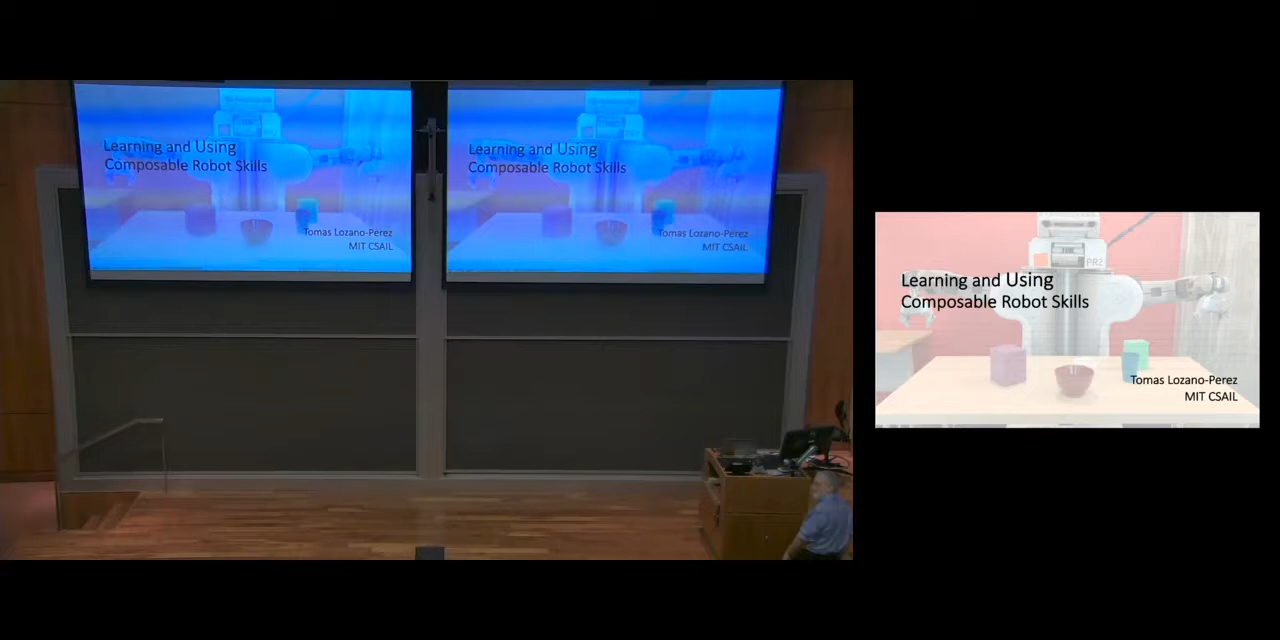 Learning and Using
Composable Robot Skills
Tomas Lozano-Perez
MIT CSAIL
Learning and Using
Composable Robot Skills
Tomas Lozano-Perez
MIT CSAIL
PR2
Learning and Using
Composable Robot Skills
Tomas Lozano-Perez
MIT CSAIL